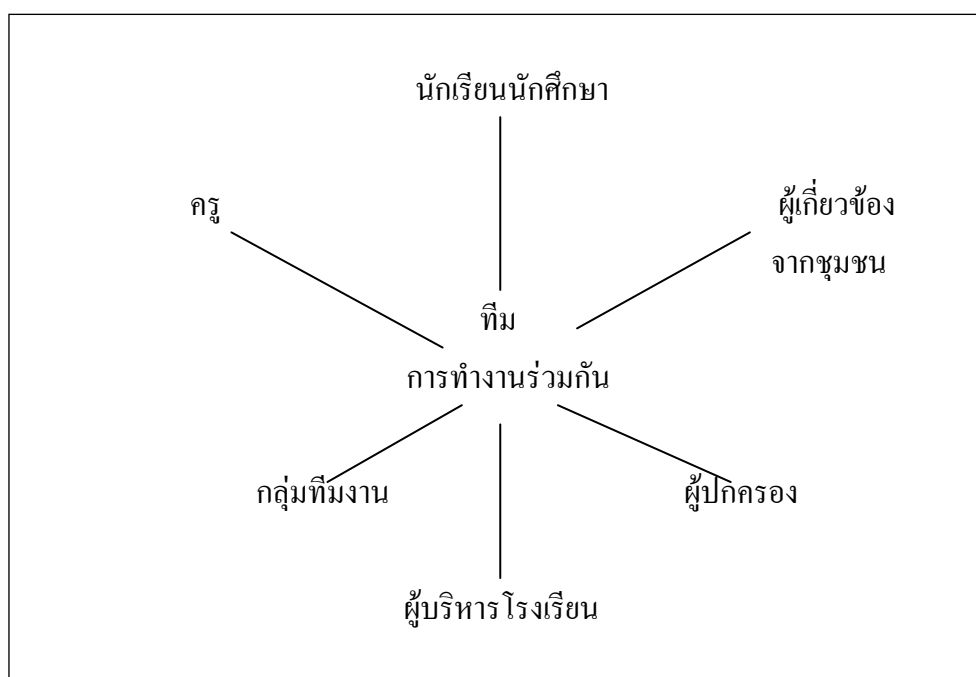 นักเรียนนักศึกษา
ครู
ผู้เกี่ยวข้อง
จากชุมชน
ทีม
การทำงานร่วมกัน
กลุ่มทีมงาน
ผู้ปกครอง
ผู้บริหารโรงเรียน